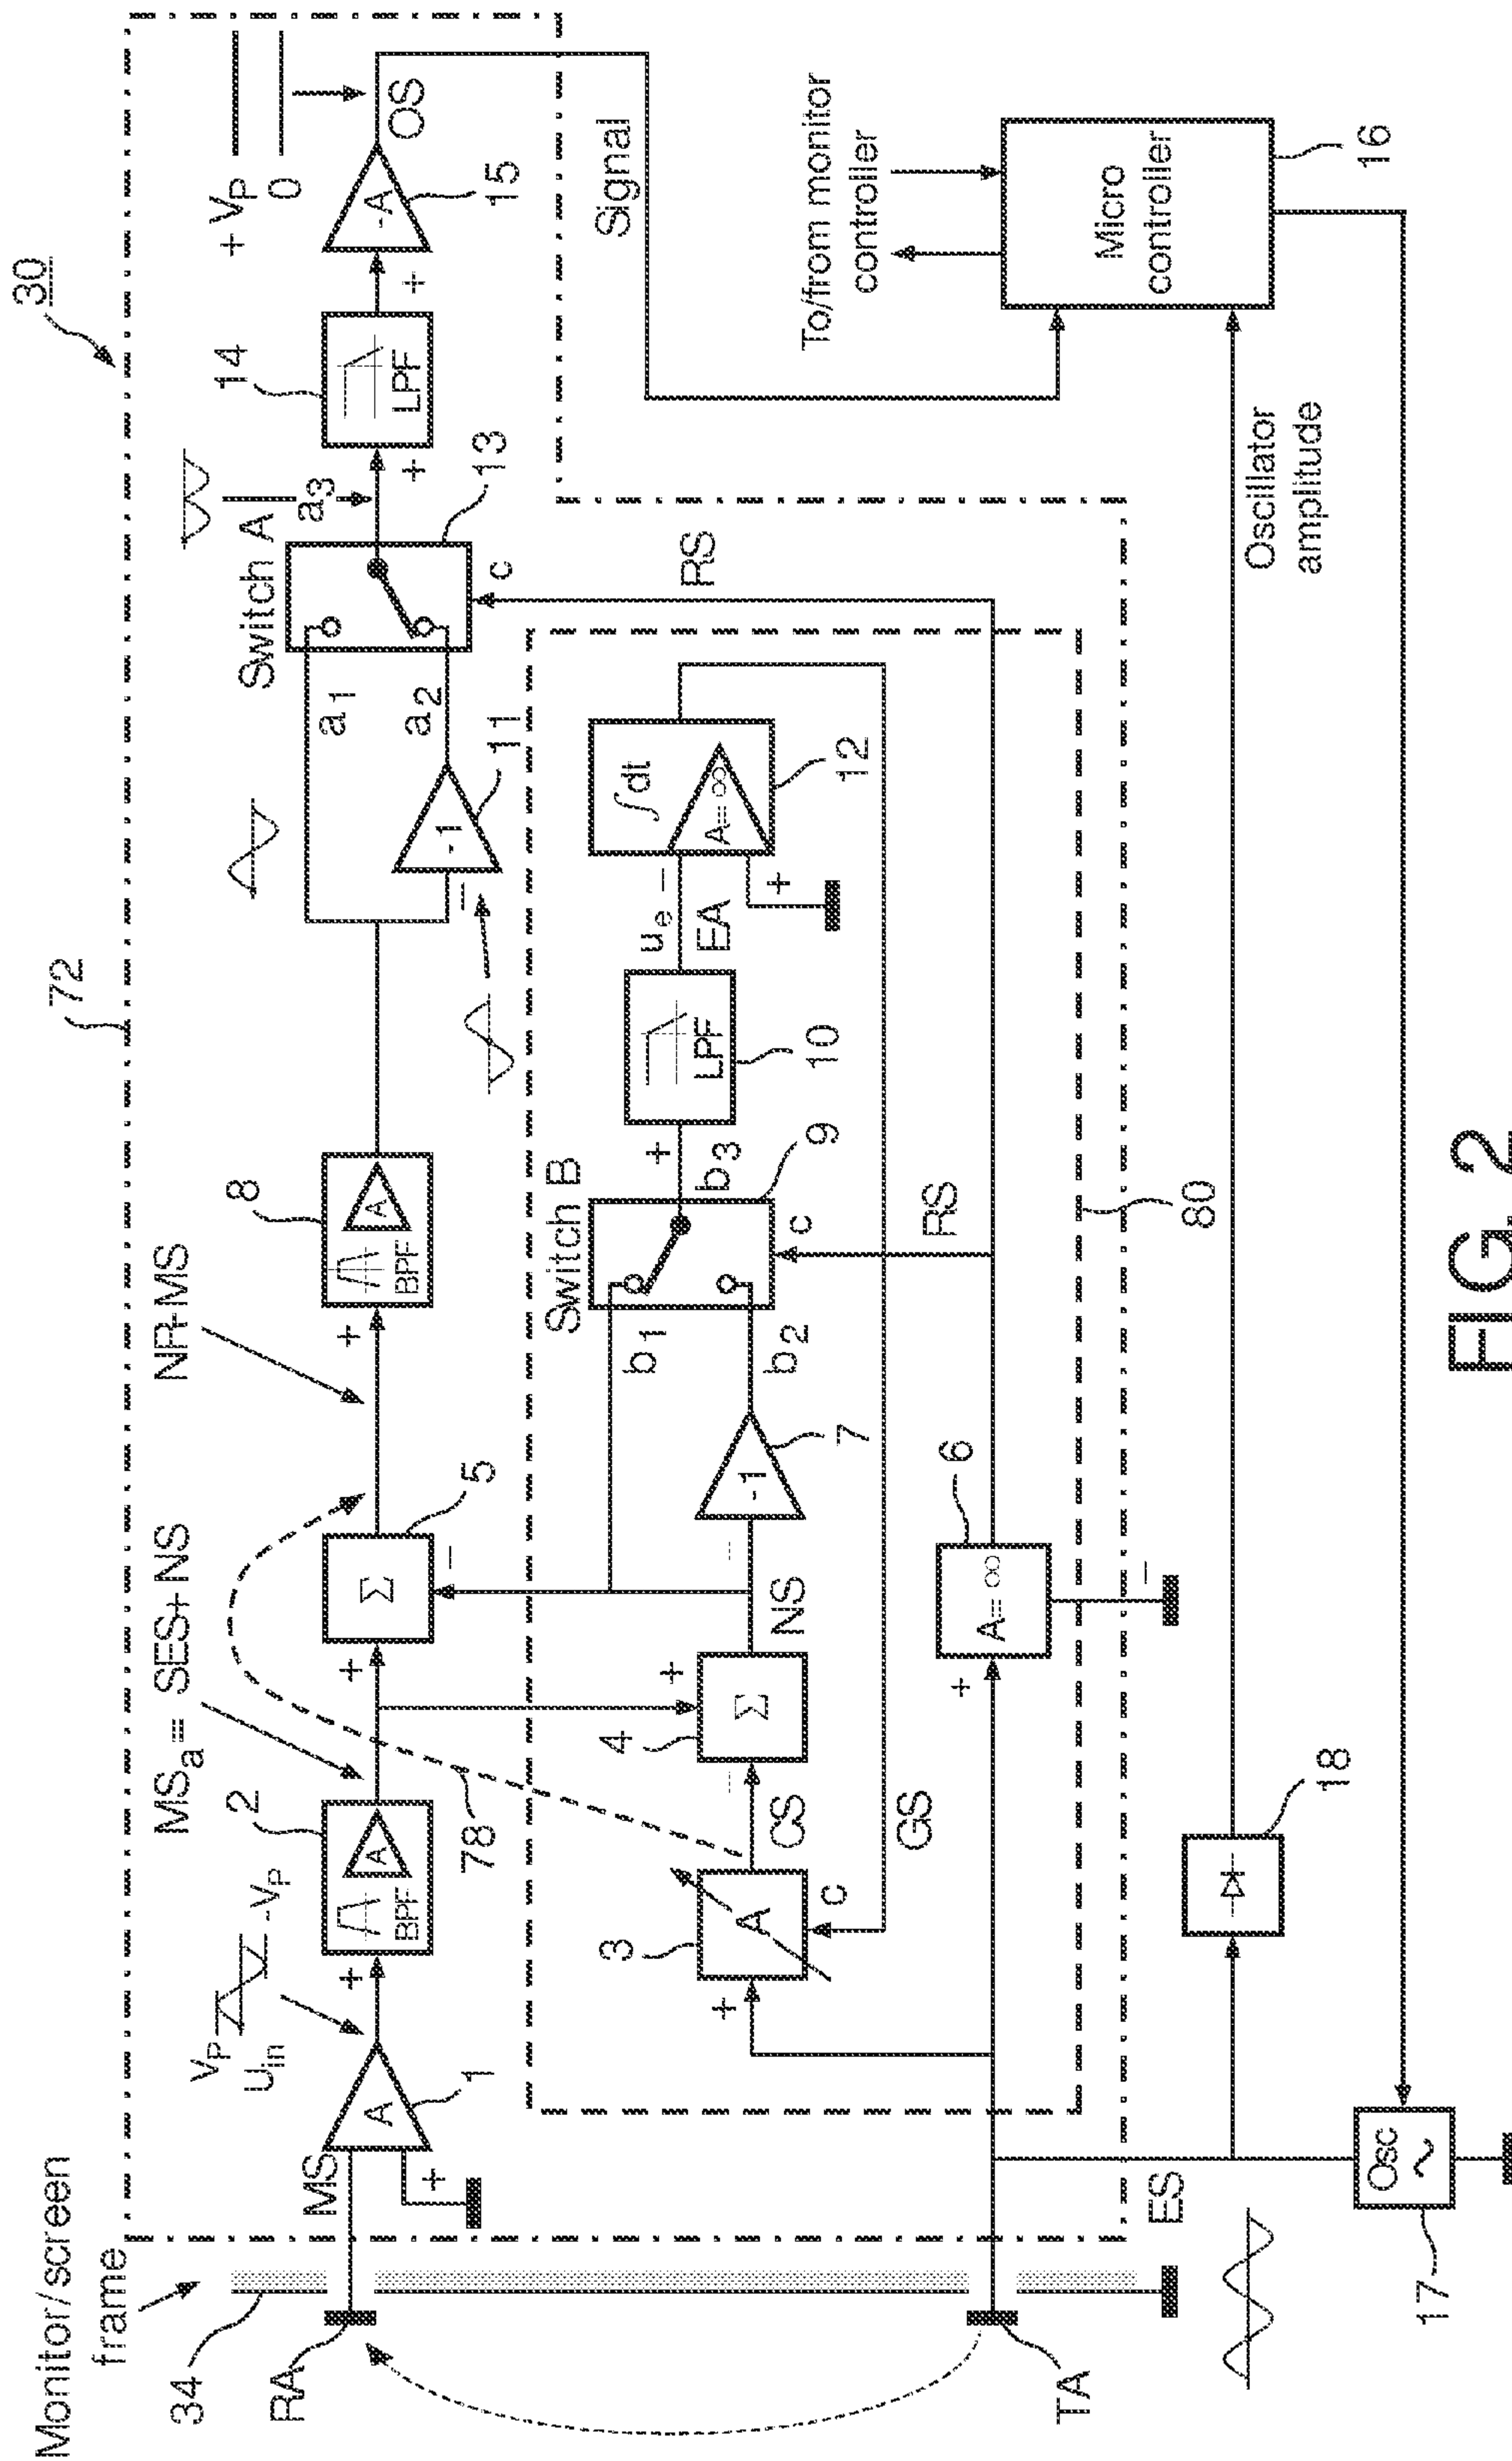 30
72
Monitor/screen
frame
34
RA
TA
MS
+
A
1
Vp
Uin
-Vp
+
BPF
A
2
MSa = SES+NS
78
+
Σ
5
-
NR+MS
+
BPF
A
8
-1
11
a1
a2
Switch A
a3
c
13
+
LPF
14
+
-A
15
+Vp
0
OS
Signal
3
+
A
c
CS
GS
4
+
Σ
NS
-1
7
b1
b2
Switch B
b3
c
9
+
LPF
10
ue
-
EA
+
∫dt
A=∞
12
RS
RS
6
+
A=∞
-
80
ES
18
Oscillator
amplitude
To/from monitor
controller
Micro
controller
16
Osc
~
17
FIG. 2